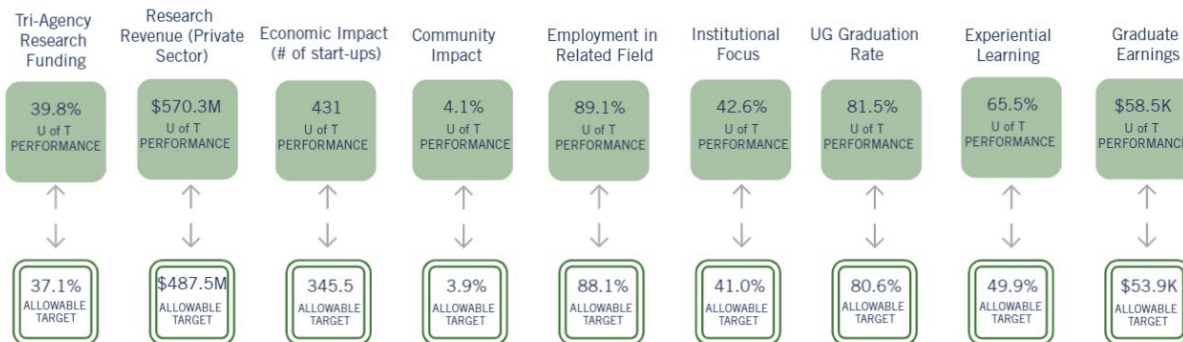 Tri-Agency
Research
Funding
39.8%
U of T
PERFORMANCE
37.1%
ALLOWABLE
TARGET
Research
Revenue (Private
Sector)
$570.3M
U of T
PERFORMANCE
$487.5M
ALLOWABLE
TARGET
Economic Impact
(# of start-ups)
431
U of T
PERFORMANCE
345.5
ALLOWABLE
TARGET
Community
Impact
4.1%
U of T
PERFORMANCE
3.9%
ALLOWABLE
TARGET
Employment in
Related Field
89.1%
U of T
PERFORMANCE
88.1%
ALLOWABLE
TARGET
Institutional
Focus
42.6%
U of T
PERFORMANCE
41.0%
ALLOWABLE
TARGET
UG Graduation
Rate
81.5%
U of T
PERFORMANCE
80.6%
ALLOWABLE
TARGET
Experiential
Learning
65.5%
U of T
PERFORMANCE
49.9%
ALLOWABLE
TARGET
Graduate
Earnings
$58.5K
U of T
PERFORMANCE
$53.9K
ALLOWABLE
TARGET